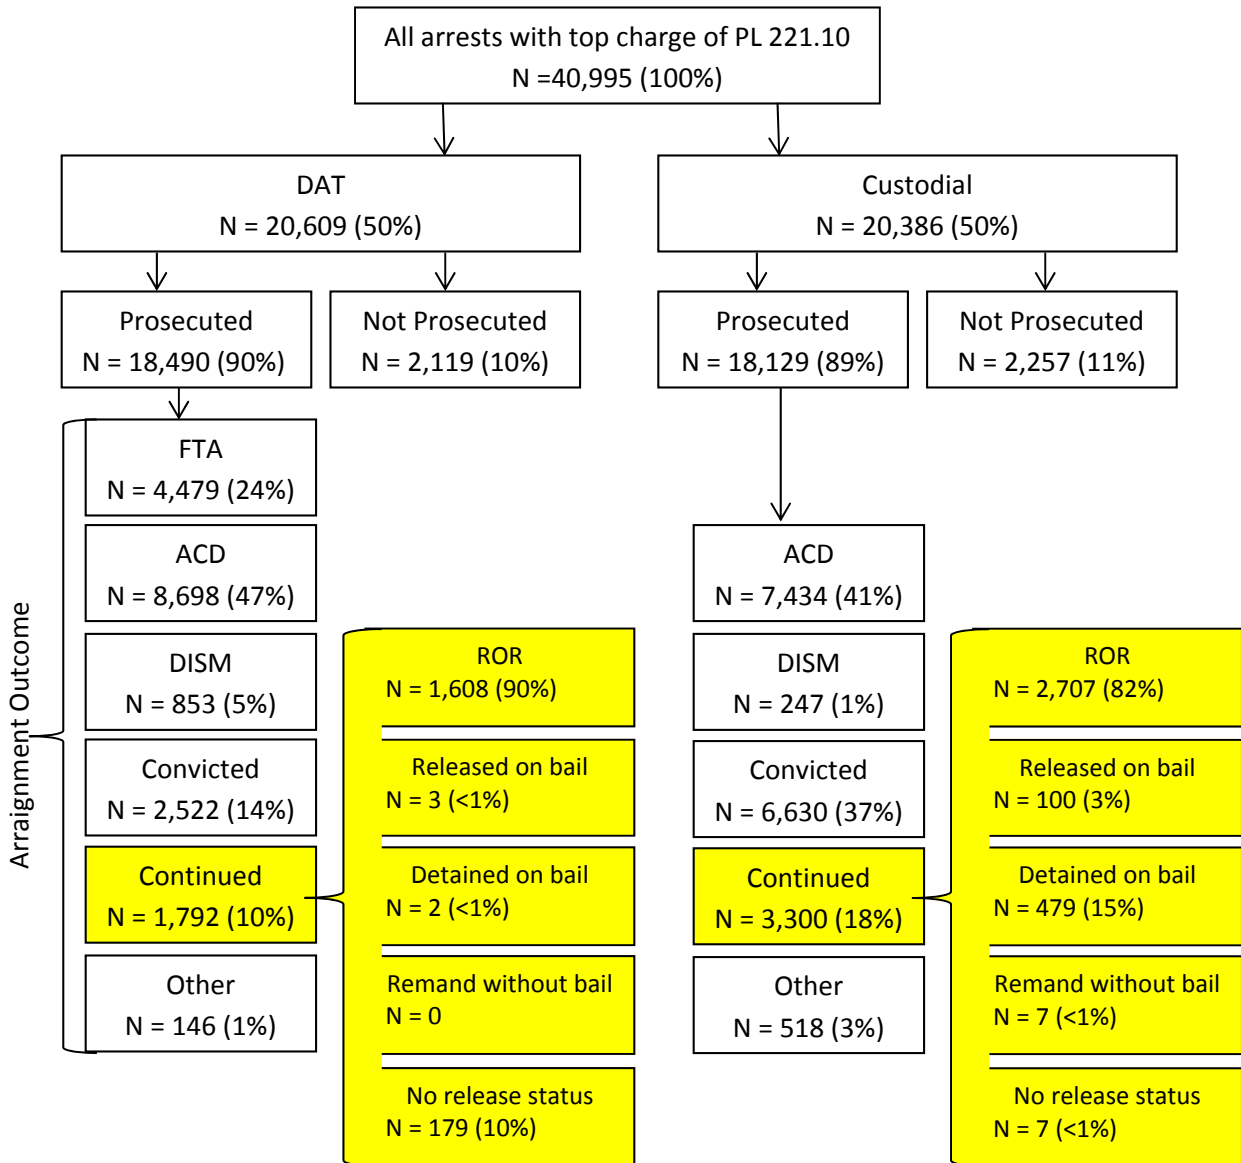 All arrests with top charge of PL 221.10
N =40,995 (100%)
DAT
N = 20,609 (50%)
Custodial
N = 20,386 (50%)
Prosecuted
N = 18,490 (90%)
Not Prosecuted
N = 2,119 (10%)
Prosecuted
N = 18,129 (89%)
Not Prosecuted
N = 2,257 (11%)
Arraignment Outcome
FTA
N = 4,479 (24%)
ACD
N = 8,698 (47%)
DISM
N = 853 (5%)
Convicted
N = 2,522 (14%)
Continued
N = 1,792 (10%)
Other
N = 146 (1%)
ROR
N = 1,608 (90%)
Released on bail
N = 3 (<1%)
Detained on bail
N = 2 (<1%)
Remand without bail
N = 0
No release status
N = 179 (10%)
ACD
N = 7,434 (41%)
DISM
N = 247 (1%)
Convicted
N = 6,630 (37%)
Continued
N = 3,300 (18%)
Other
N = 518 (3%)
ROR
N = 2,707 (82%)
Released on bail
N = 100 (3%)
Detained on bail
N = 479 (15%)
Remand without bail
N = 7 (<1%)
No release status
N = 7 (<1%)